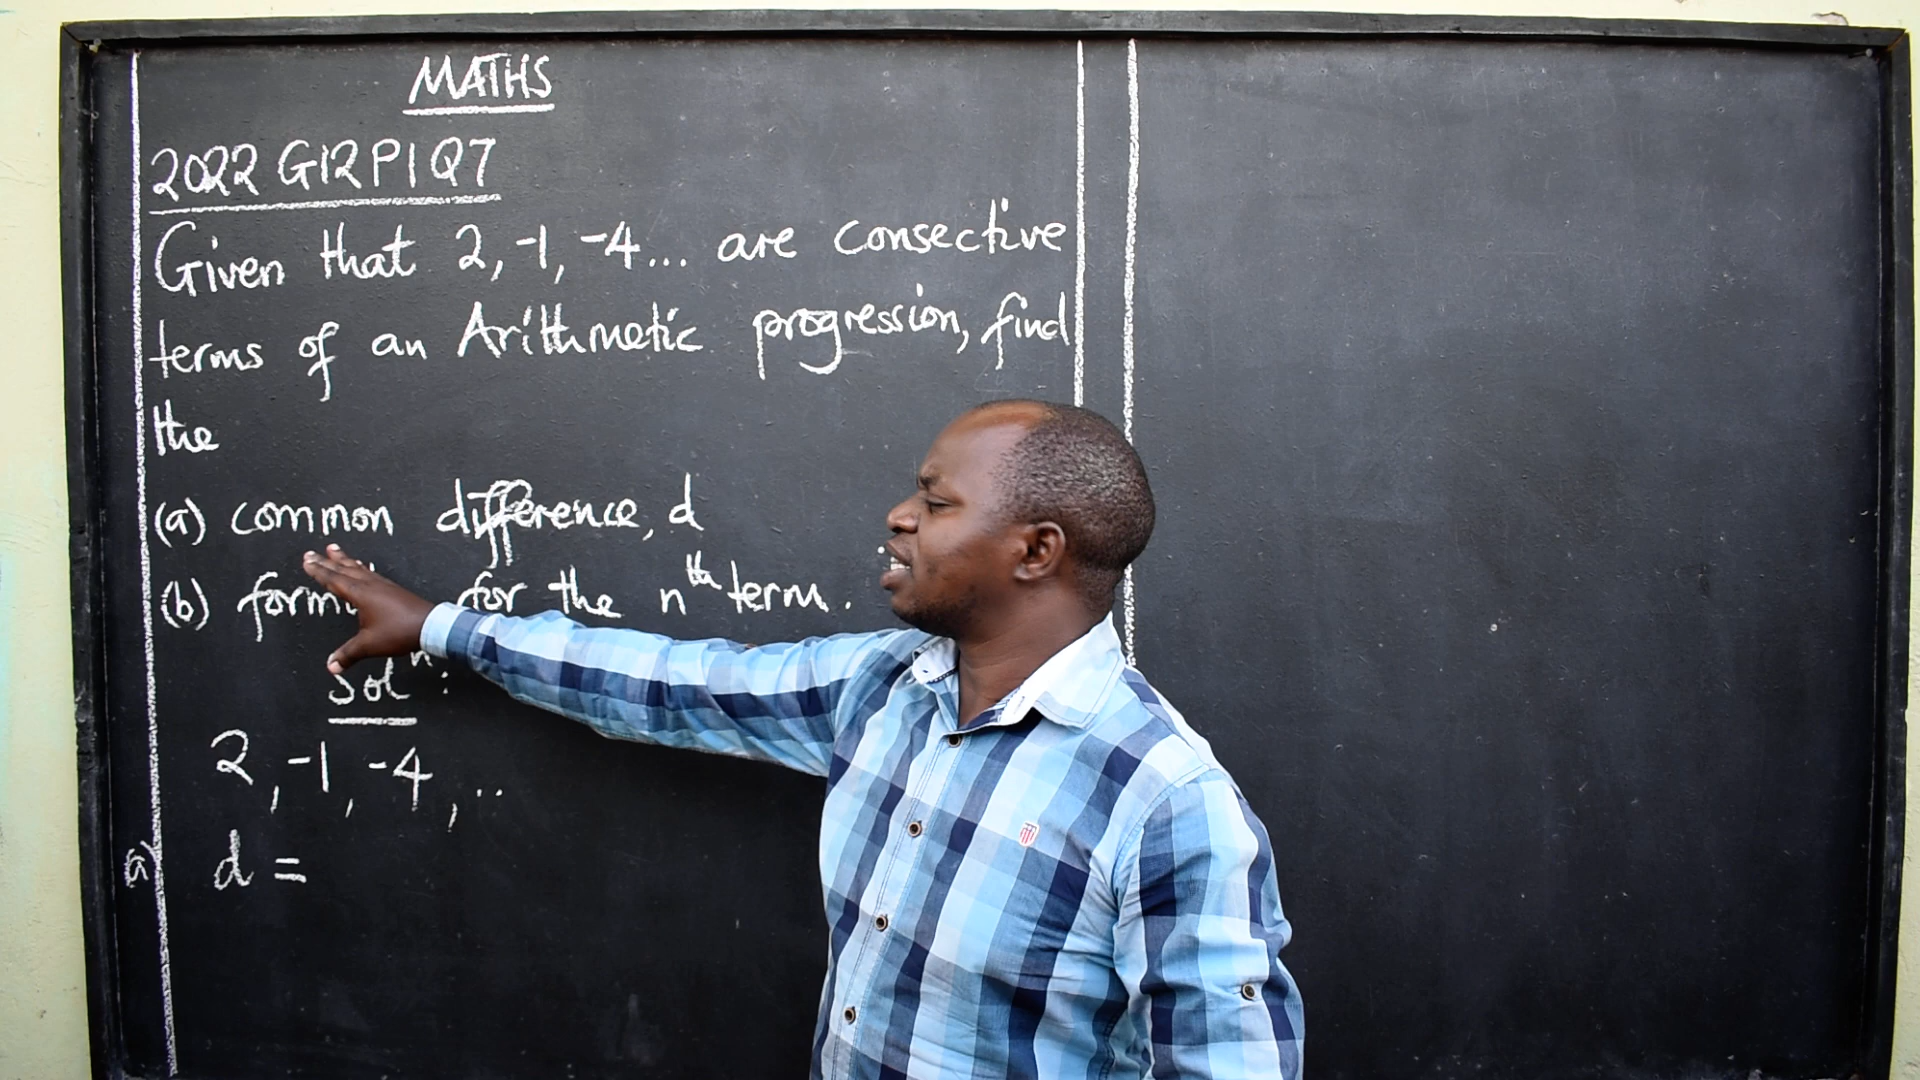 MATHS
2022 G12 P1 Q7
Given that 2, -1, -4... are consective
terms of an Arithmetic progression, find
the
(a) common difference, d
(b) for the nth term.
Soln:
2, -1, -4, ..
a) d =